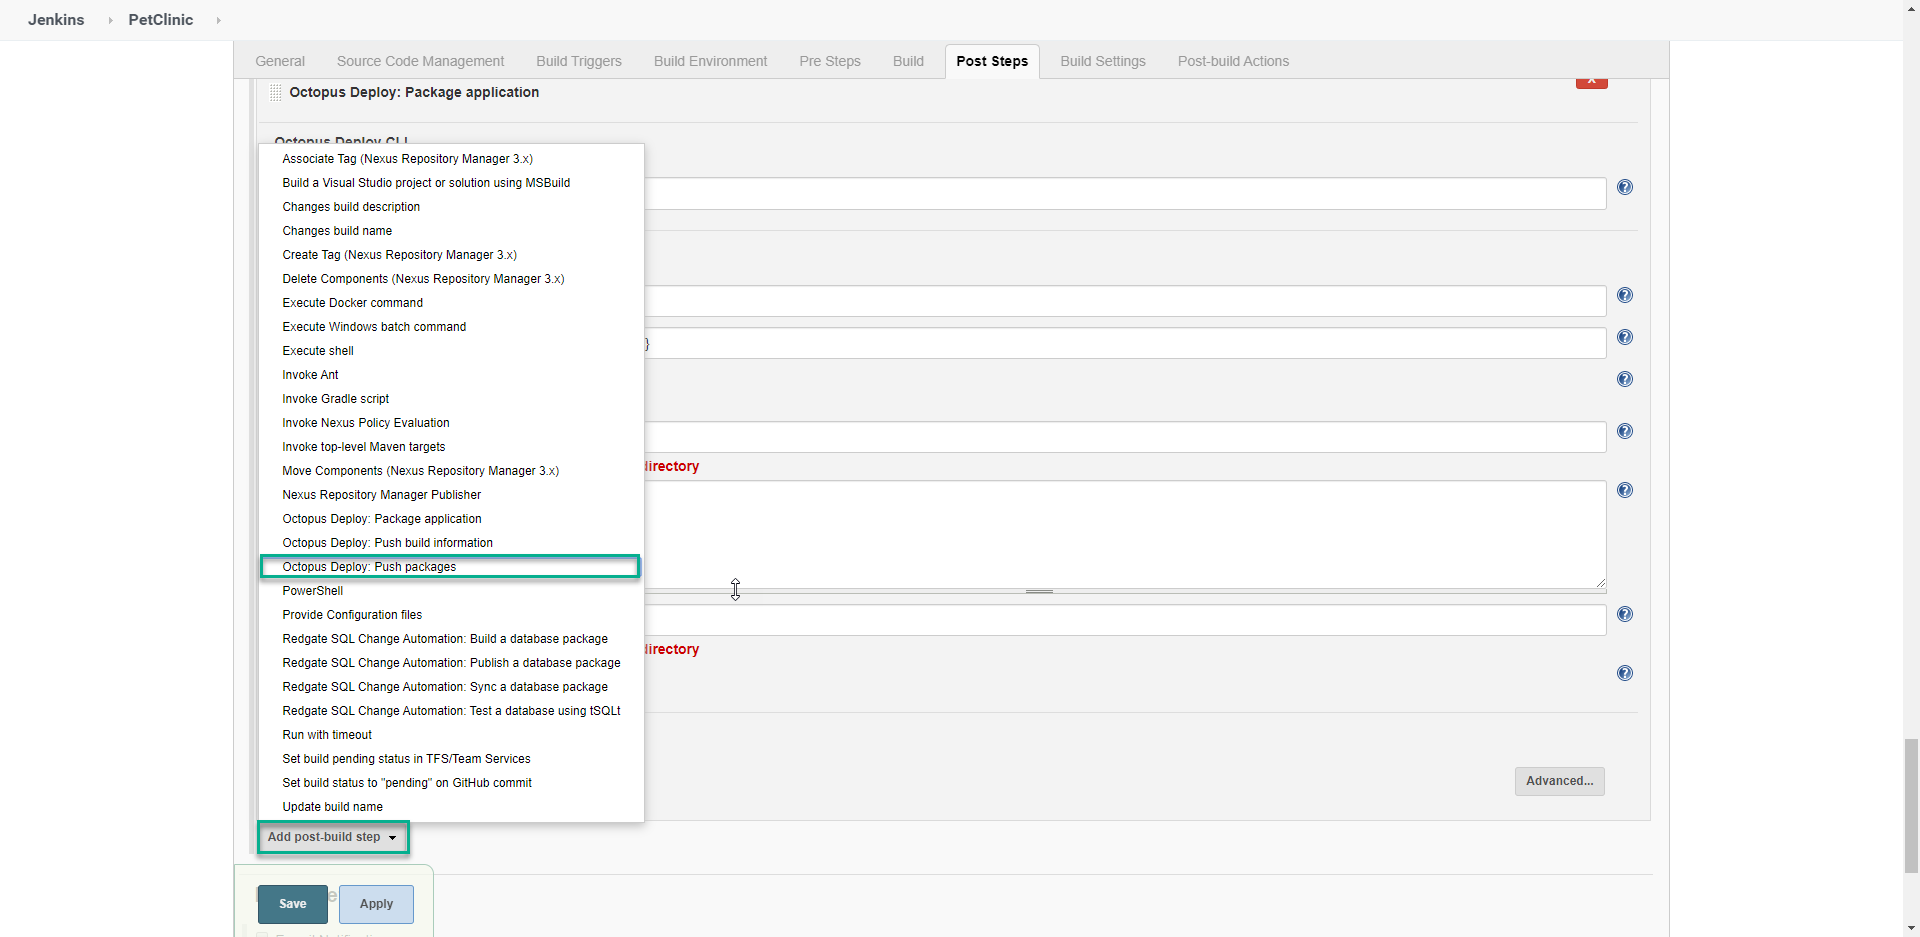 Jenkins PetClinic
General Source Code Management Build Triggers Build Environment Pre Steps Build Post Steps Build Settings Post-build Actions
Octopus Deploy: Package application
Octopus Deploy CLI
Associate Tag (Nexus Repository Manager 3.x)
Build a Visual Studio project or solution using MSBuild
Changes build description
Changes build name
Create Tag (Nexus Repository Manager 3.x)
Delete Components (Nexus Repository Manager 3.x)
Execute Docker command
Execute Windows batch command
}
Execute shell
Invoke Ant
Invoke Gradle script
Invoke Nexus Policy Evaluation
Invoke top-level Maven targets
Move Components (Nexus Repository Manager 3.x)
directory
Nexus Repository Manager Publisher
Octopus Deploy: Package application
Octopus Deploy: Push build information
Octopus Deploy: Push packages
PowerShell
Provide Configuration files
Redgate SQL Change Automation: Build a database package
directory
Redgate SQL Change Automation: Publish a database package
Redgate SQL Change Automation: Sync a database package
Redgate SQL Change Automation: Test a database using tSQLt
Run with timeout
Set build pending status in TFS/Team Services
Set build status to "pending" on GitHub commit
Advanced...
Update build name
Add post-build step
Save Apply